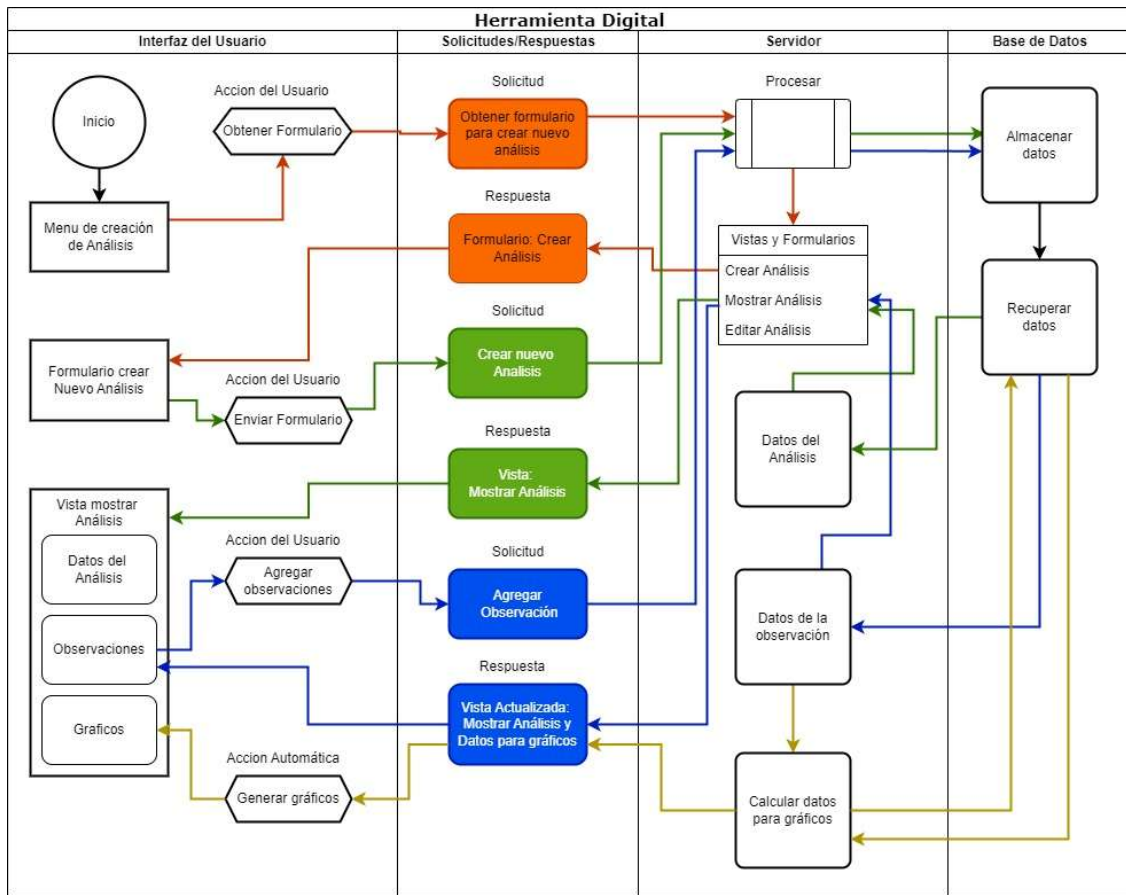 Herramienta Digital
Interfaz del Usuario
Solicitudes/Respuestas
Servidor
Base de Datos
Inicio
Accion del Usuario
Obtener Formulario
Menu de creación
de Análisis
Formulario crear
Nuevo Análisis
Accion del Usuario
Enviar Formulario
Vista mostrar
Análisis
Datos del
Análisis
Observaciones
Graficos
Accion del Usuario
Agregar
observaciones
Accion Automática
Generar gráficos
Solicitud
Obtener formulario
para crear nuevo
análisis
Respuesta
Formulario: Crear
Análisis
Solicitud
Crear nuevo
Analisis
Respuesta
Vista:
Mostrar Análisis
Solicitud
Agregar
Observación
Respuesta
Vista Actualizada:
Mostrar Análisis y
Datos para gráficos
Procesar
Vistas y Formularios
Crear Análisis
Mostrar Análisis
Editar Análisis
Datos del
Análisis
Datos de la
observación
Calcular datos
para gráficos
Almacenar
datos
Recuperar
datos